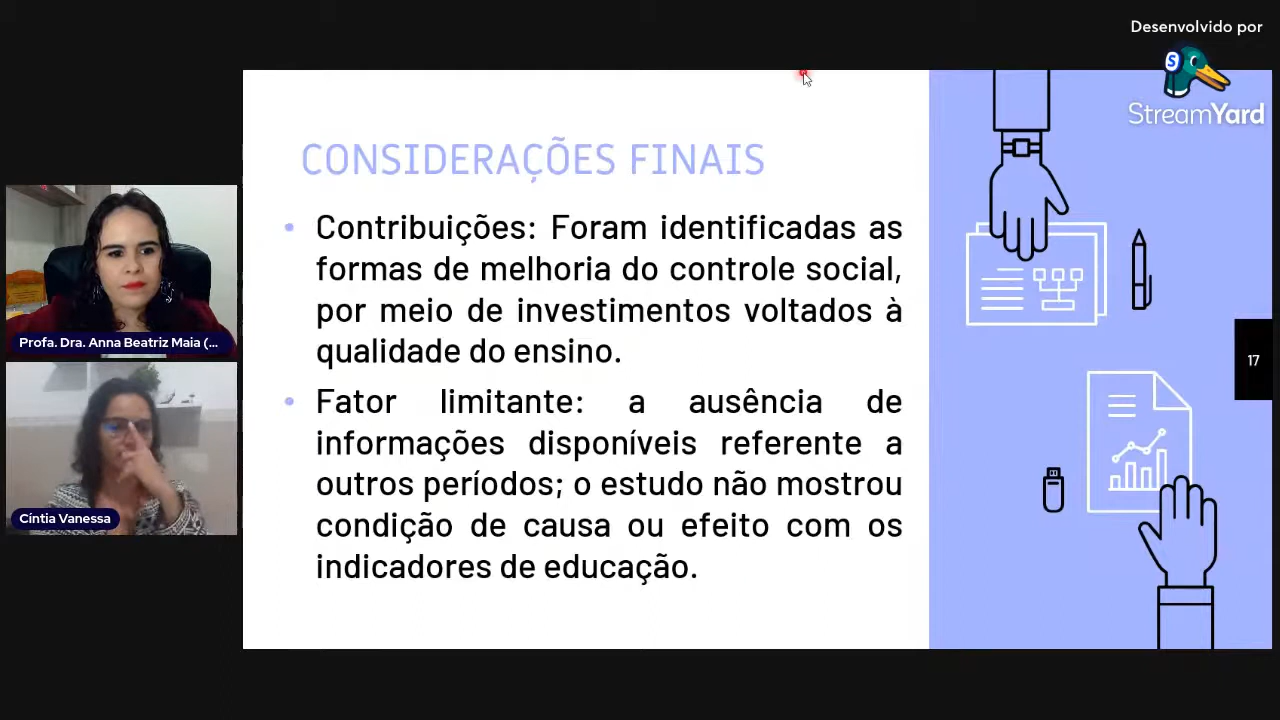 Desenvolvido por
S
StreamYard
CONSIDERAÇÕES FINAIS
• Contribuições: Foram identificadas as
formas de melhoria do controle social,
por meio de investimentos voltados à
qualidade do ensino.
• Fator limitante: a ausência de
informações disponíveis referente a
outros períodos; o estudo não mostrou
condição de causa ou efeito com os
indicadores de educação.
17
Profa. Dra. Anna Beatriz Maia (...
Cíntia Vanessa